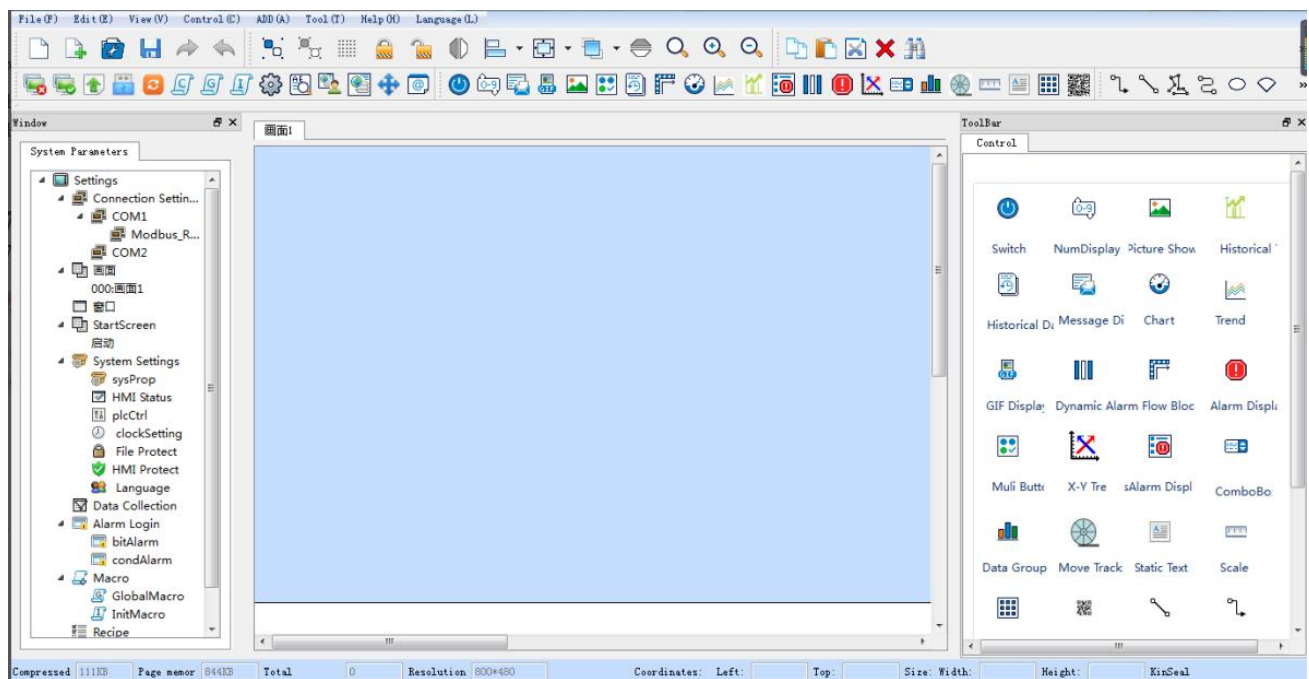 File(F) Edit(E) View(V) Control(C) ADD(A) Tool(T) Help(H) Language(L)
Window
System Parameters
Settings
Connection Settin...
COM1
Modbus_R...
COM2
画面
000:画面1
窗口
StartScreen
启动
System Settings
sysProp
HMI Status
plcCtrl
clockSetting
File Protect
HMI Protect
Language
Data Collection
Alarm Login
bitAlarm
condAlarm
Macro
GlobalMacro
InitMacro
Recipe
画面1
ToolBar
Control
Switch NumDisplay Picture Show Historical
Historical Da Message Di Chart Trend
GIF Display Dynamic Alarm Flow Bloc Alarm Displa
Muli Butto X-Y Tre sAlarm Displ ComboBo
Data Group Move Track Static Text Scale
Compressed 111KB Page memor 844KB Total 0 Resolution 800*480 Coordinates: Left: Top: Size: Width: Height: KinSeal